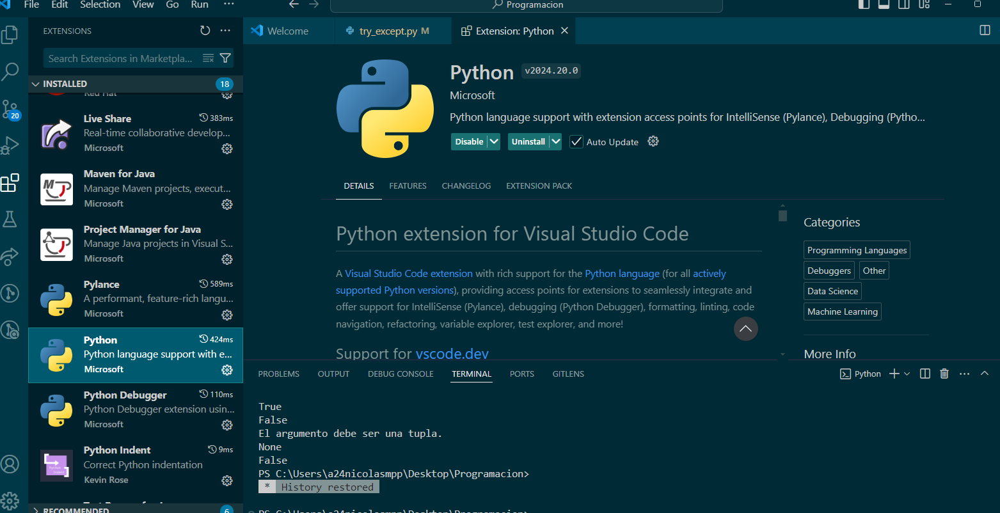 File Edit Selection View Go Run ···
Programacion
EXTENSIONS
Search Extensions in Marketpla...
INSTALLED 18
Red Hat
Live Share 383ms
Real-time collaborative develop...
Microsoft
Maven for Java
Manage Maven projects, execut...
Microsoft
Project Manager for Java
Manage Java projects in Visual S...
Microsoft
Pylance 589ms
A performant, feature-rich langu...
Microsoft
Python 424ms
Python language support with e...
Microsoft
Python Debugger 110ms
Python Debugger extension usin...
Microsoft
Python Indent 9ms
Correct Python indentation
Kevin Rose
RECOMMENDED 6
20
Welcome
try_except.py M
Extension: Python
Python v2024.20.0
Microsoft
Python language support with extension access points for IntelliSense (Pylance), Debugging (Pytho...
Disable Uninstall Auto Update
DETAILS FEATURES CHANGELOG EXTENSION PACK
Python extension for Visual Studio Code
A Visual Studio Code extension with rich support for the Python language (for all actively
supported Python versions), providing access points for extensions to seamlessly integrate and
offer support for IntelliSense (Pylance), debugging (Python Debugger), formatting, linting, code
navigation, refactoring, variable explorer, test explorer, and more!
Support for vscode.dev
Categories
Programming Languages
Debuggers Other
Data Science
Machine Learning
More Info
PROBLEMS OUTPUT DEBUG CONSOLE TERMINAL PORTS GITLENS
Python
True
False
El argumento debe ser una tupla.
None
False
PS C:\Users\a24nicolasmpp\Desktop\Programacion>
* History restored
PS C:\Users\a24nicolasmpp\Desktop\Programacion>